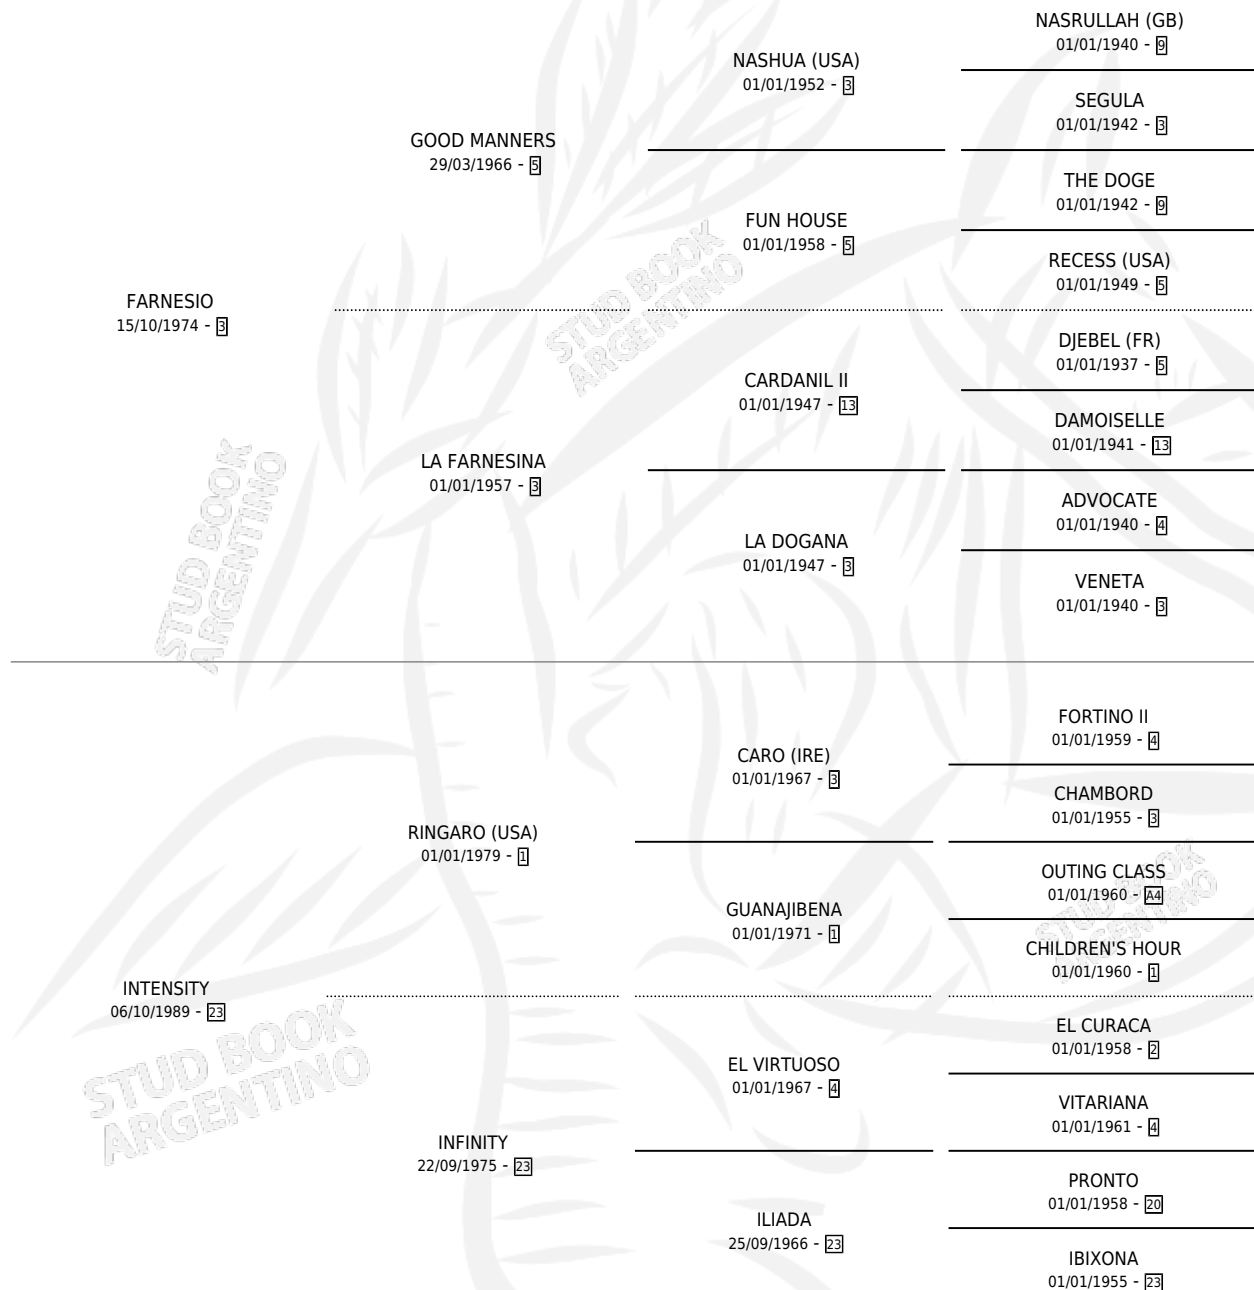 NASRULLAH (GB)
01/01/1940 - 9
NASHUA (USA)
01/01/1952 - 3
SEGULA
01/01/1942 - 3
GOOD MANNERS
29/03/1966 - 5
THE DOGE
01/01/1942 - 9
FUN HOUSE
01/01/1958 - 5
RECESS (USA)
01/01/1949 - 5
FARNESIO
15/10/1974 - 3
DJEBEL (FR)
01/01/1937 - 5
CARDANIL II
01/01/1947 - 13
DAMOISELLE
01/01/1941 - 13
LA FARNESINA
01/01/1957 - 3
ADVOCATE
01/01/1940 - 4
LA DOGANA
01/01/1947 - 3
VENETA
01/01/1940 - 3
FORTINO II
01/01/1959 - 4
CARO (IRE)
01/01/1967 - 3
CHAMBORD
01/01/1955 - 3
RINGARO (USA)
01/01/1979 - 1
OUTING CLASS
01/01/1960 - A4
GUANAJIBENA
01/01/1971 - 1
CHILDREN'S HOUR
01/01/1960 - 1
INTENSITY
06/10/1989 - 23
EL CURACA
01/01/1958 - 2
EL VIRTUOSO
01/01/1967 - 4
VITARIANA
01/01/1961 - 4
INFINITY
22/09/1975 - 23
PRONTO
01/01/1958 - 20
ILIADA
25/09/1966 - 23
IBIXONA
01/01/1955 - 23
STUD BOOK
ARGENTINO
STUD BOOK
ARGENTINO
STUD BOOK
ARGENTINO
STUD BOOK
ARGENTINO